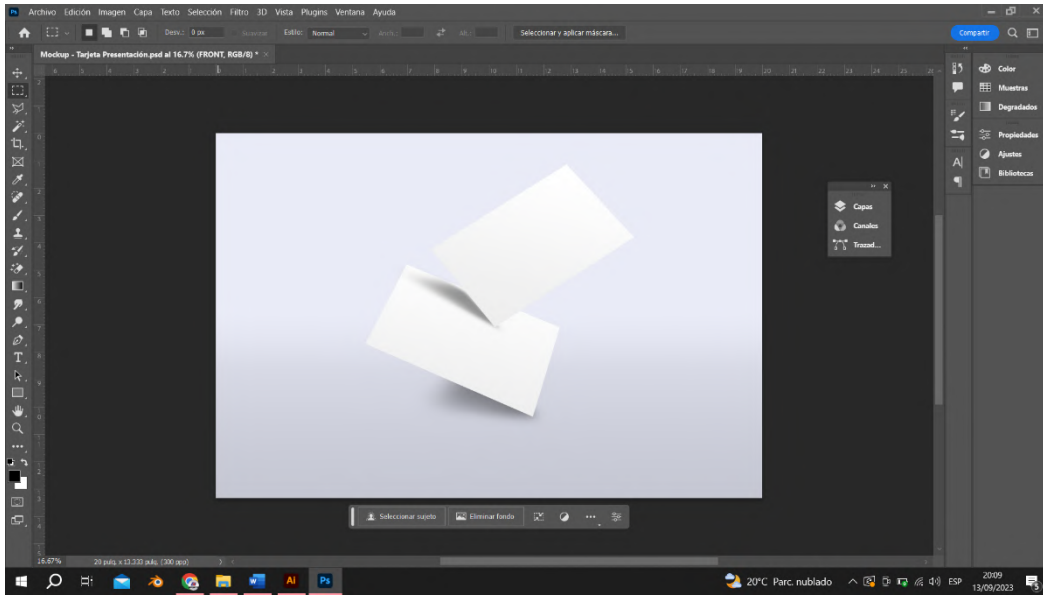 Ps Archivo Edición Imagen Capa Texto Selección Filtro 3D Vista Plugins Ventana Ayuda
Desv.: 0 px Suavizar Estilo: Normal Anch.: Alt.: Seleccionar y aplicar máscara... Compartir
Mockup - Tarjeta Presentación.psd al 16.7% (FRONT, RGB/8) * ×
Color
Muestras
Degradados
Propiedades
Ajustes
Bibliotecas
Capas
Canales
Trazad...
Seleccionar sujeto Eliminar fondo
16.67% 20 pulg. x 13.333 pulg. (300 ppp)
Ai Ps 20°C Parc. nublado ESP 20:09
13/09/2023